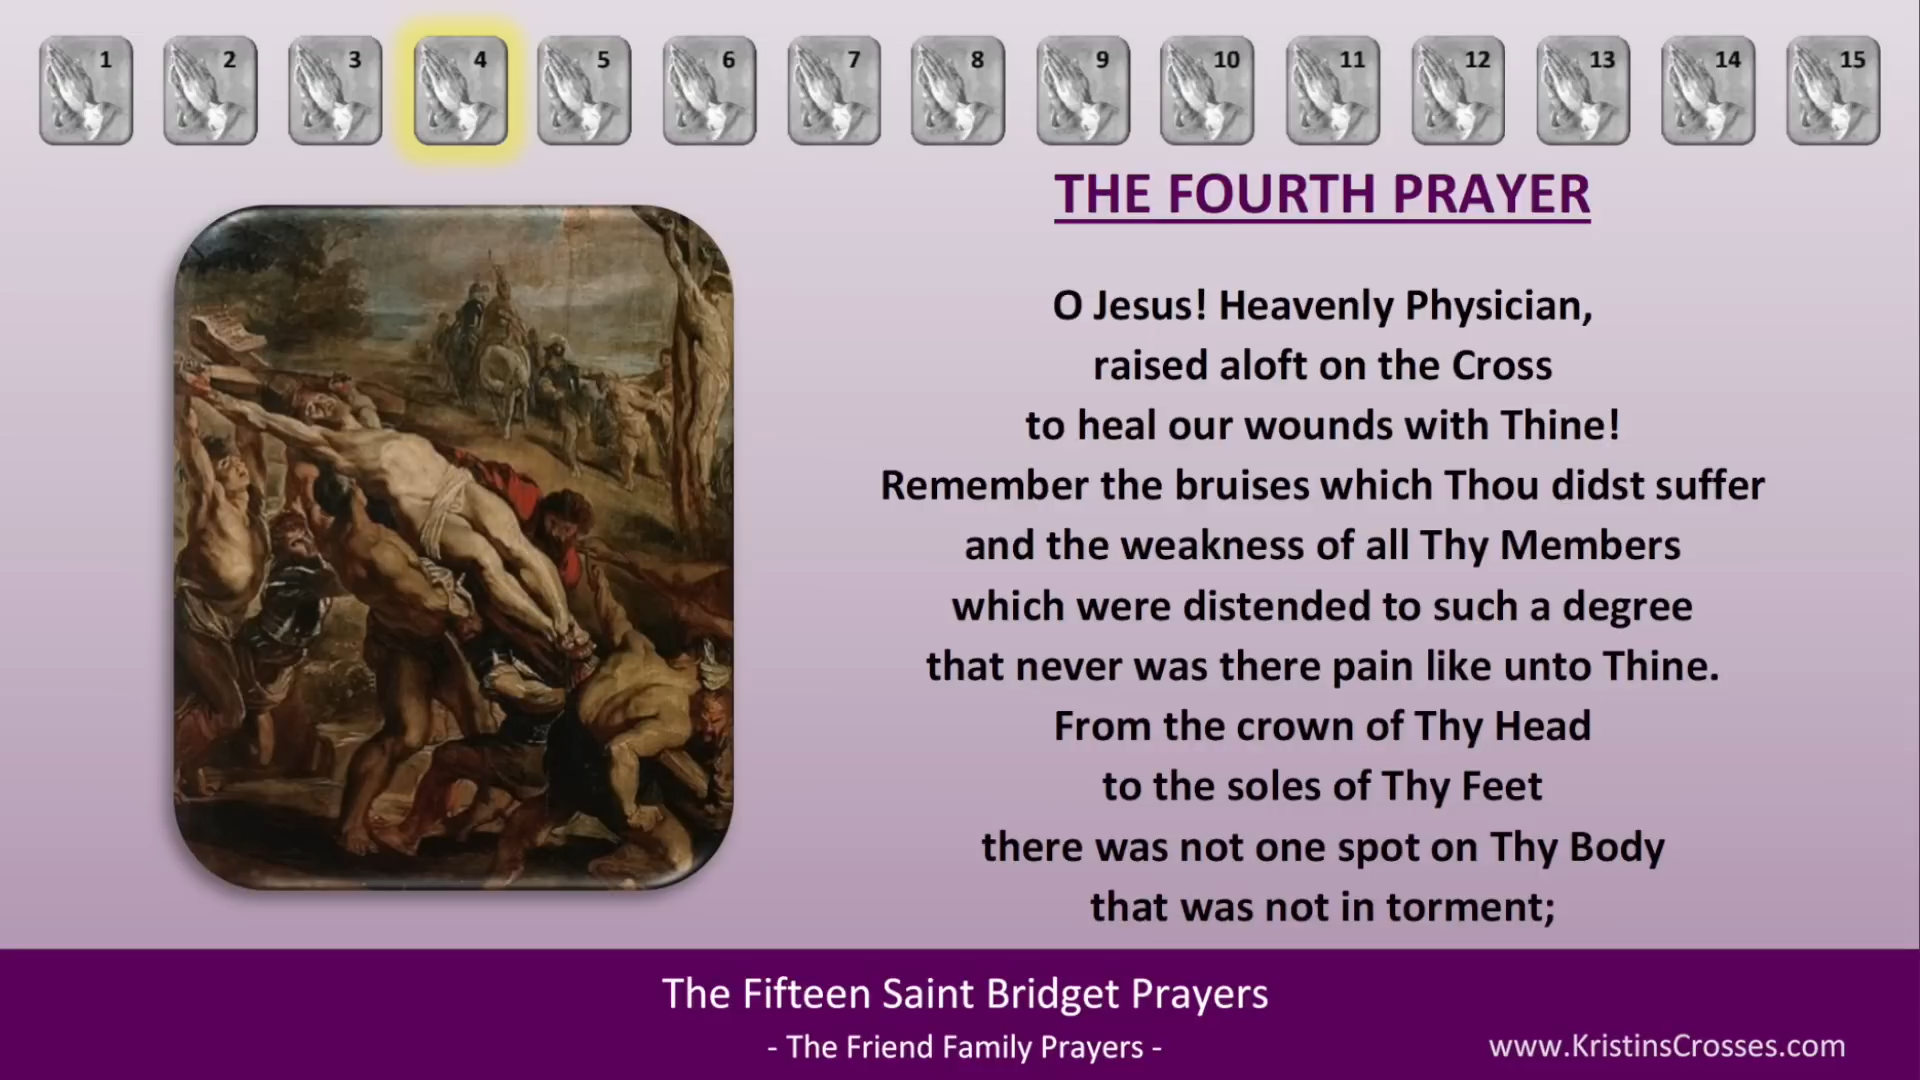 1 2 3 4 5 6 7 8 9 10 11 12 13 14 15
THE FOURTH PRAYER
O Jesus! Heavenly Physician,
raised aloft on the Cross
to heal our wounds with Thine!
Remember the bruises which Thou didst suffer
and the weakness of all Thy Members
which were distended to such a degree
that never was there pain like unto Thine.
From the crown of Thy Head
to the soles of Thy Feet
there was not one spot on Thy Body
that was not in torment;
The Fifteen Saint Bridget Prayers
- The Friend Family Prayers -
www.KristinsCrosses.com